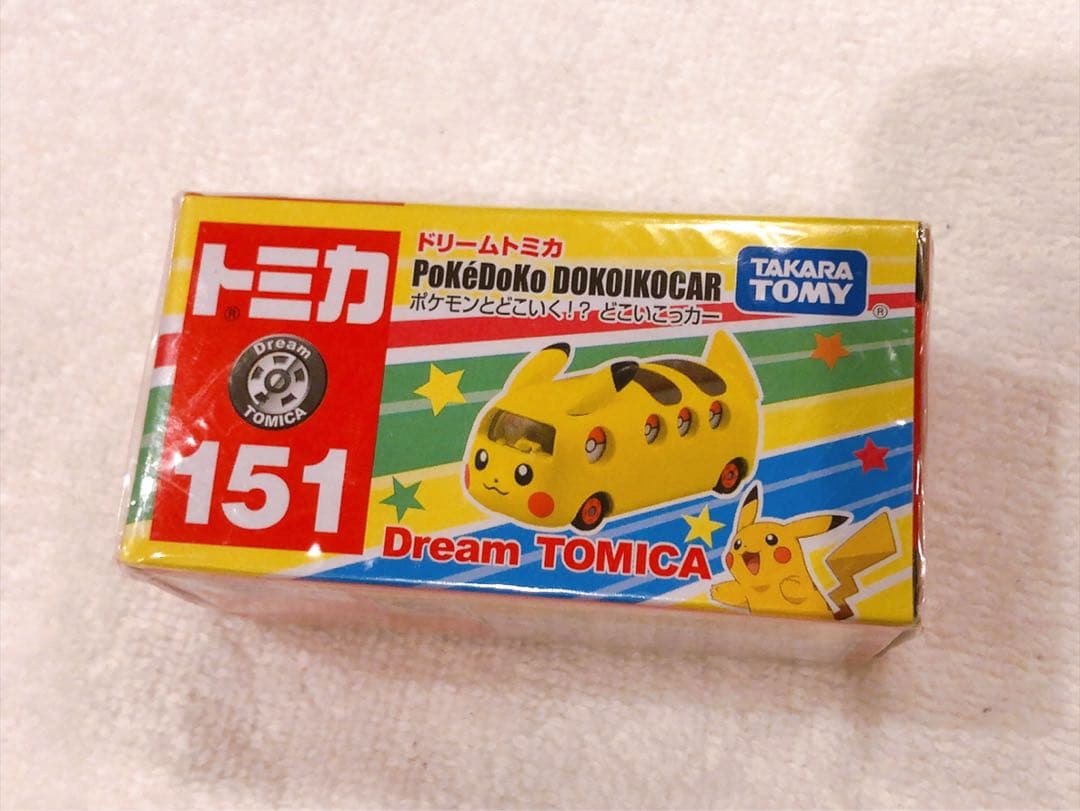 トミカ
®
Dream
TOMICA
151
ドリームトミカ
PoKéDoKo DOKOIKOCAR
ポケモンとどこいく!? どこいこっカー
TAKARA
TOMY
®
Dream TOMICA